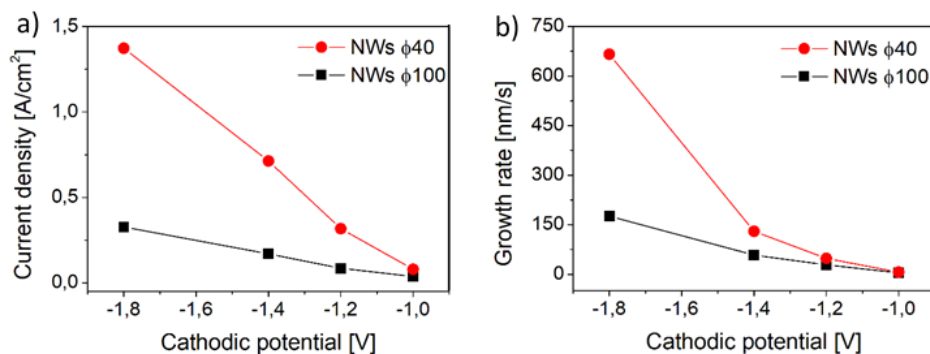 a)
1,5
1,0
0,5
0,0
Current density [A/cm²]
NWs ϕ40
NWs ϕ100
-1,8 -1,6 -1,4 -1,2 -1,0
Cathodic potential [V]
b)
750
600
450
300
150
0
Growth rate [nm/s]
NWs ϕ40
NWs ϕ100
-1,8 -1,6 -1,4 -1,2 -1,0
Cathodic potential [V]